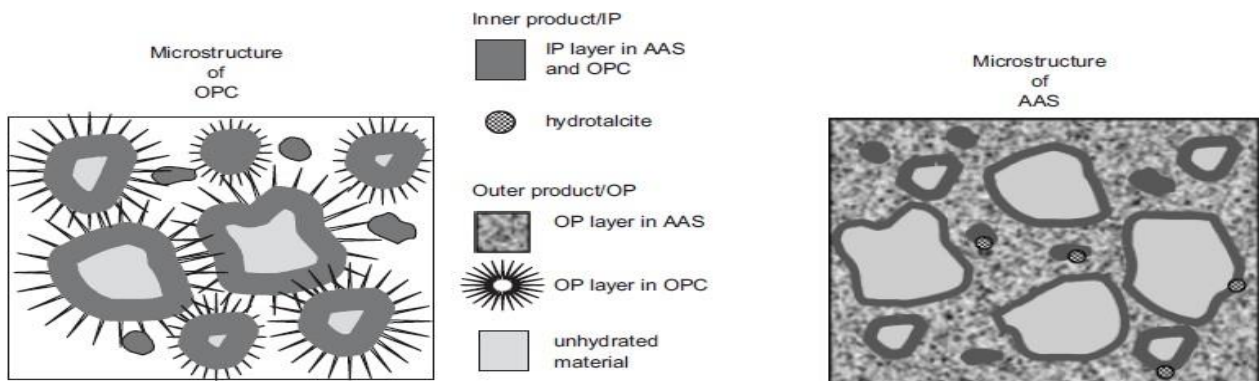 Microstructure
of
OPC
Inner product/IP
IP layer in AAS
and OPC
hydrotalcite
Outer product/OP
OP layer in AAS
OP layer in OPC
unhydrated
material
Microstructure
of
AAS